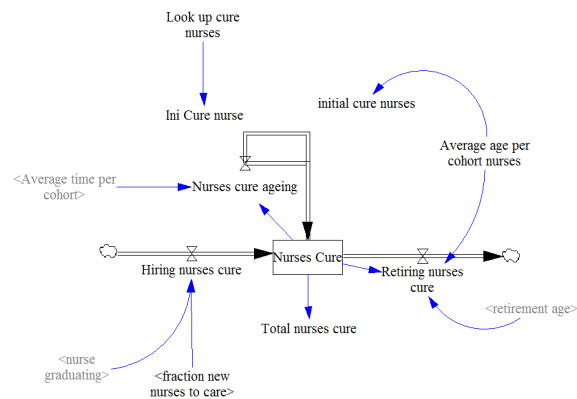 Look up cure
nurses
Ini Cure nurse
initial cure nurses
Average age per
cohort nurses
<Average time per
cohort>
Nurses cure ageing
Hiring nurses cure
Nurses Cure
Retiring nurses
cure
<retirement age>
Total nurses cure
<nurse
graduating>
<fraction new
nurses to care>